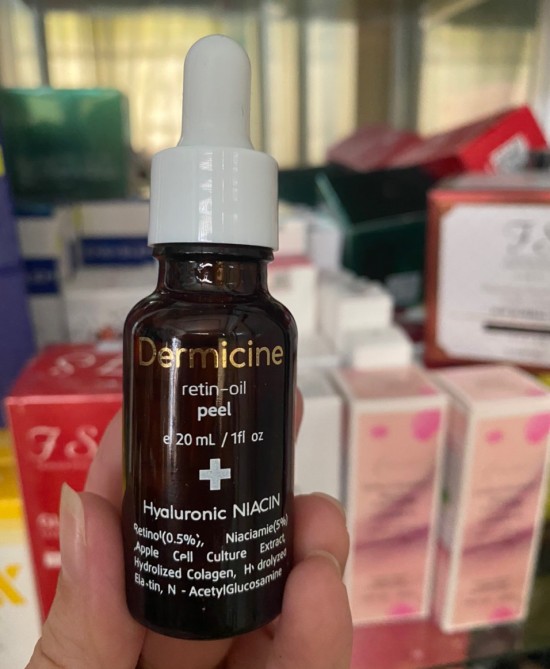 Dermicine
retin-oil
peel
e 20 mL / 1fl oz
Hyaluronic NIACIN
Retinol(0.5%), Niaciamie(5%)
Apple Cell Culture Extract,
Hydrolized Colagen, Hydrolyzed
Ela-tin, N - AcetylGlucosamine